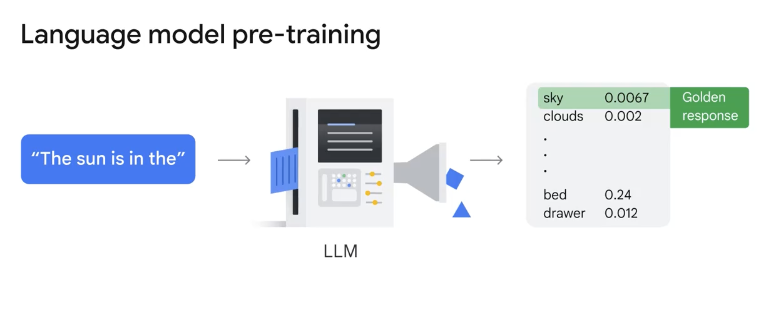 Language model pre-training
“The sun is in the”
LLM
sky 0.0067 Golden
clouds 0.002 response
.
.
.
bed 0.24
drawer 0.012